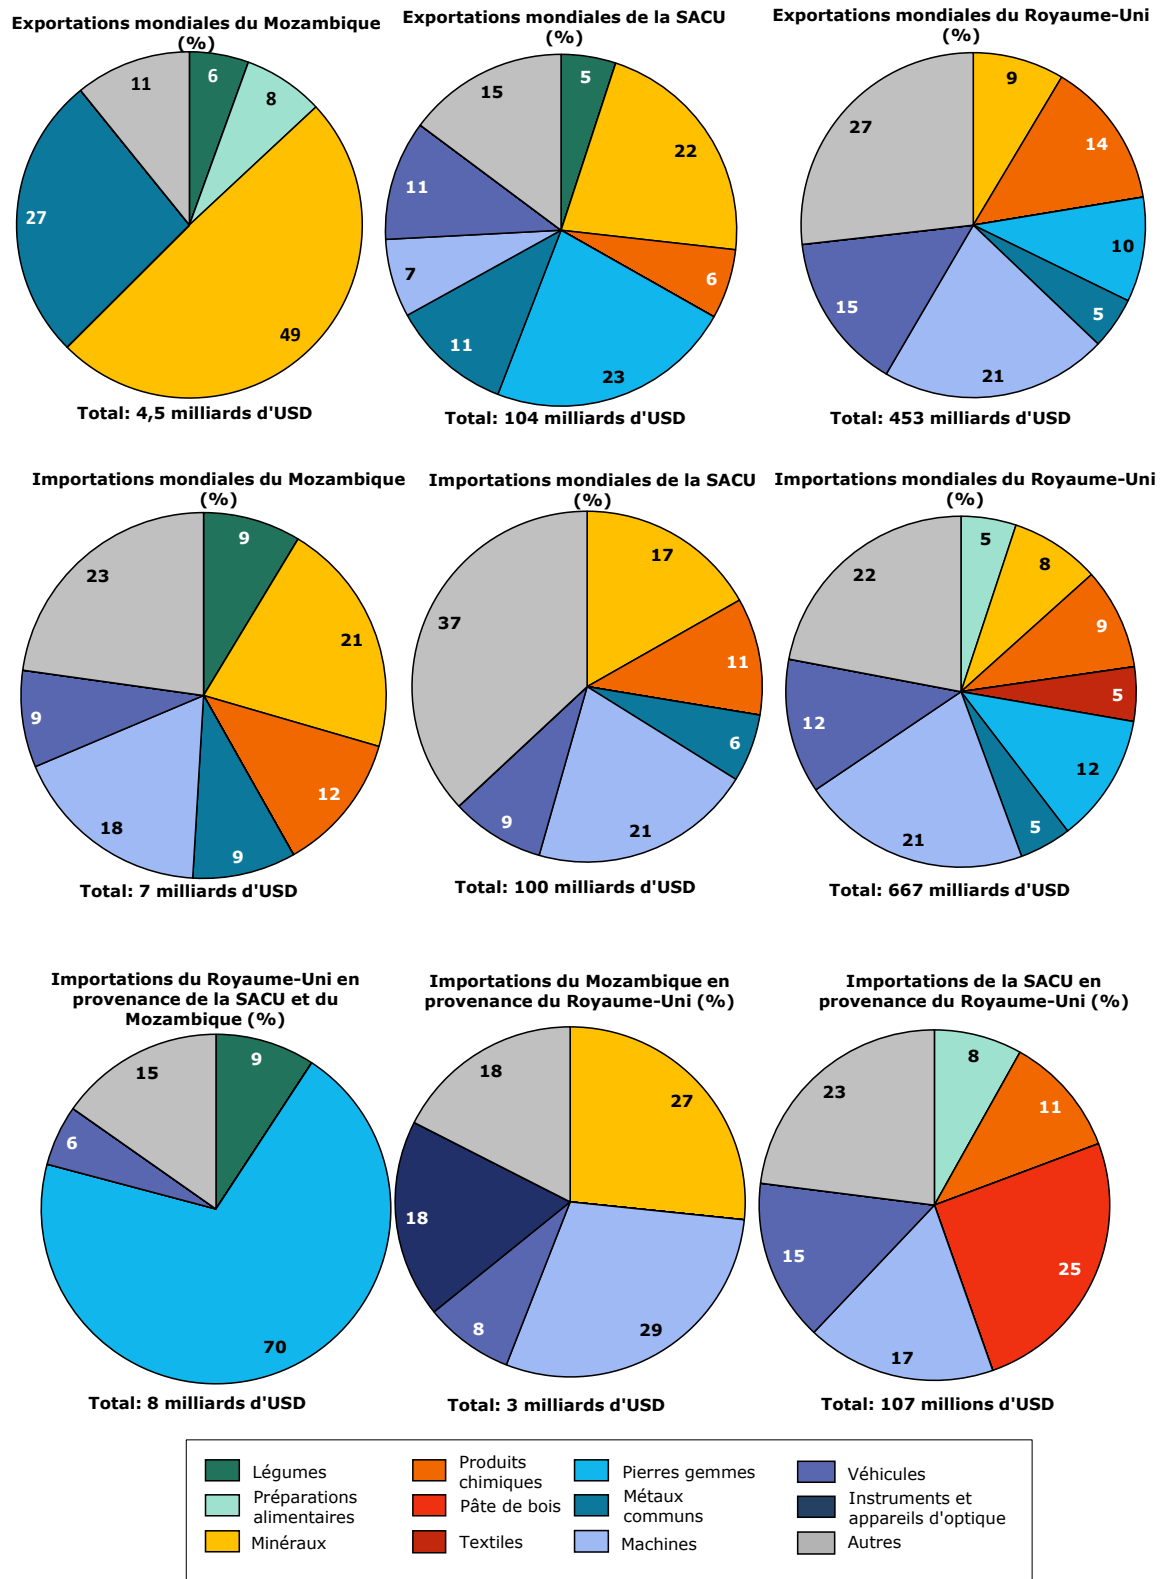 Exportations mondiales du Mozambique
(%)
6
8
49
27
11
Total: 4,5 milliards d'USD
Exportations mondiales de la SACU
(%)
5
22
6
23
11
7
11
15
Total: 104 milliards d'USD
Exportations mondiales du Royaume-Uni
(%)
9
14
10
5
21
15
27
Total: 453 milliards d'USD
Importations mondiales du Mozambique
(%)
9
21
12
9
18
9
23
Total: 7 milliards d'USD
Importations mondiales de la SACU
(%)
17
11
6
21
9
37
Total: 100 milliards d'USD
Importations mondiales du Royaume-Uni
(%)
5
8
9
5
12
5
21
12
22
Total: 667 milliards d'USD
Importations du Royaume-Uni en
provenance de la SACU et du
Mozambique (%)
9
70
6
15
Total: 8 milliards d'USD
Importations du Mozambique en
provenance du Royaume-Uni (%)
27
29
8
18
18
Total: 3 milliards d'USD
Importations de la SACU en
provenance du Royaume-Uni (%)
8
11
25
17
15
23
Total: 107 millions d'USD
Légumes
Préparations
alimentaires
Minéraux
Produits
chimiques
Pâte de bois
Textiles
Pierres gemmes
Métaux
communs
Machines
Véhicules
Instruments et
appareils d'optique
Autres